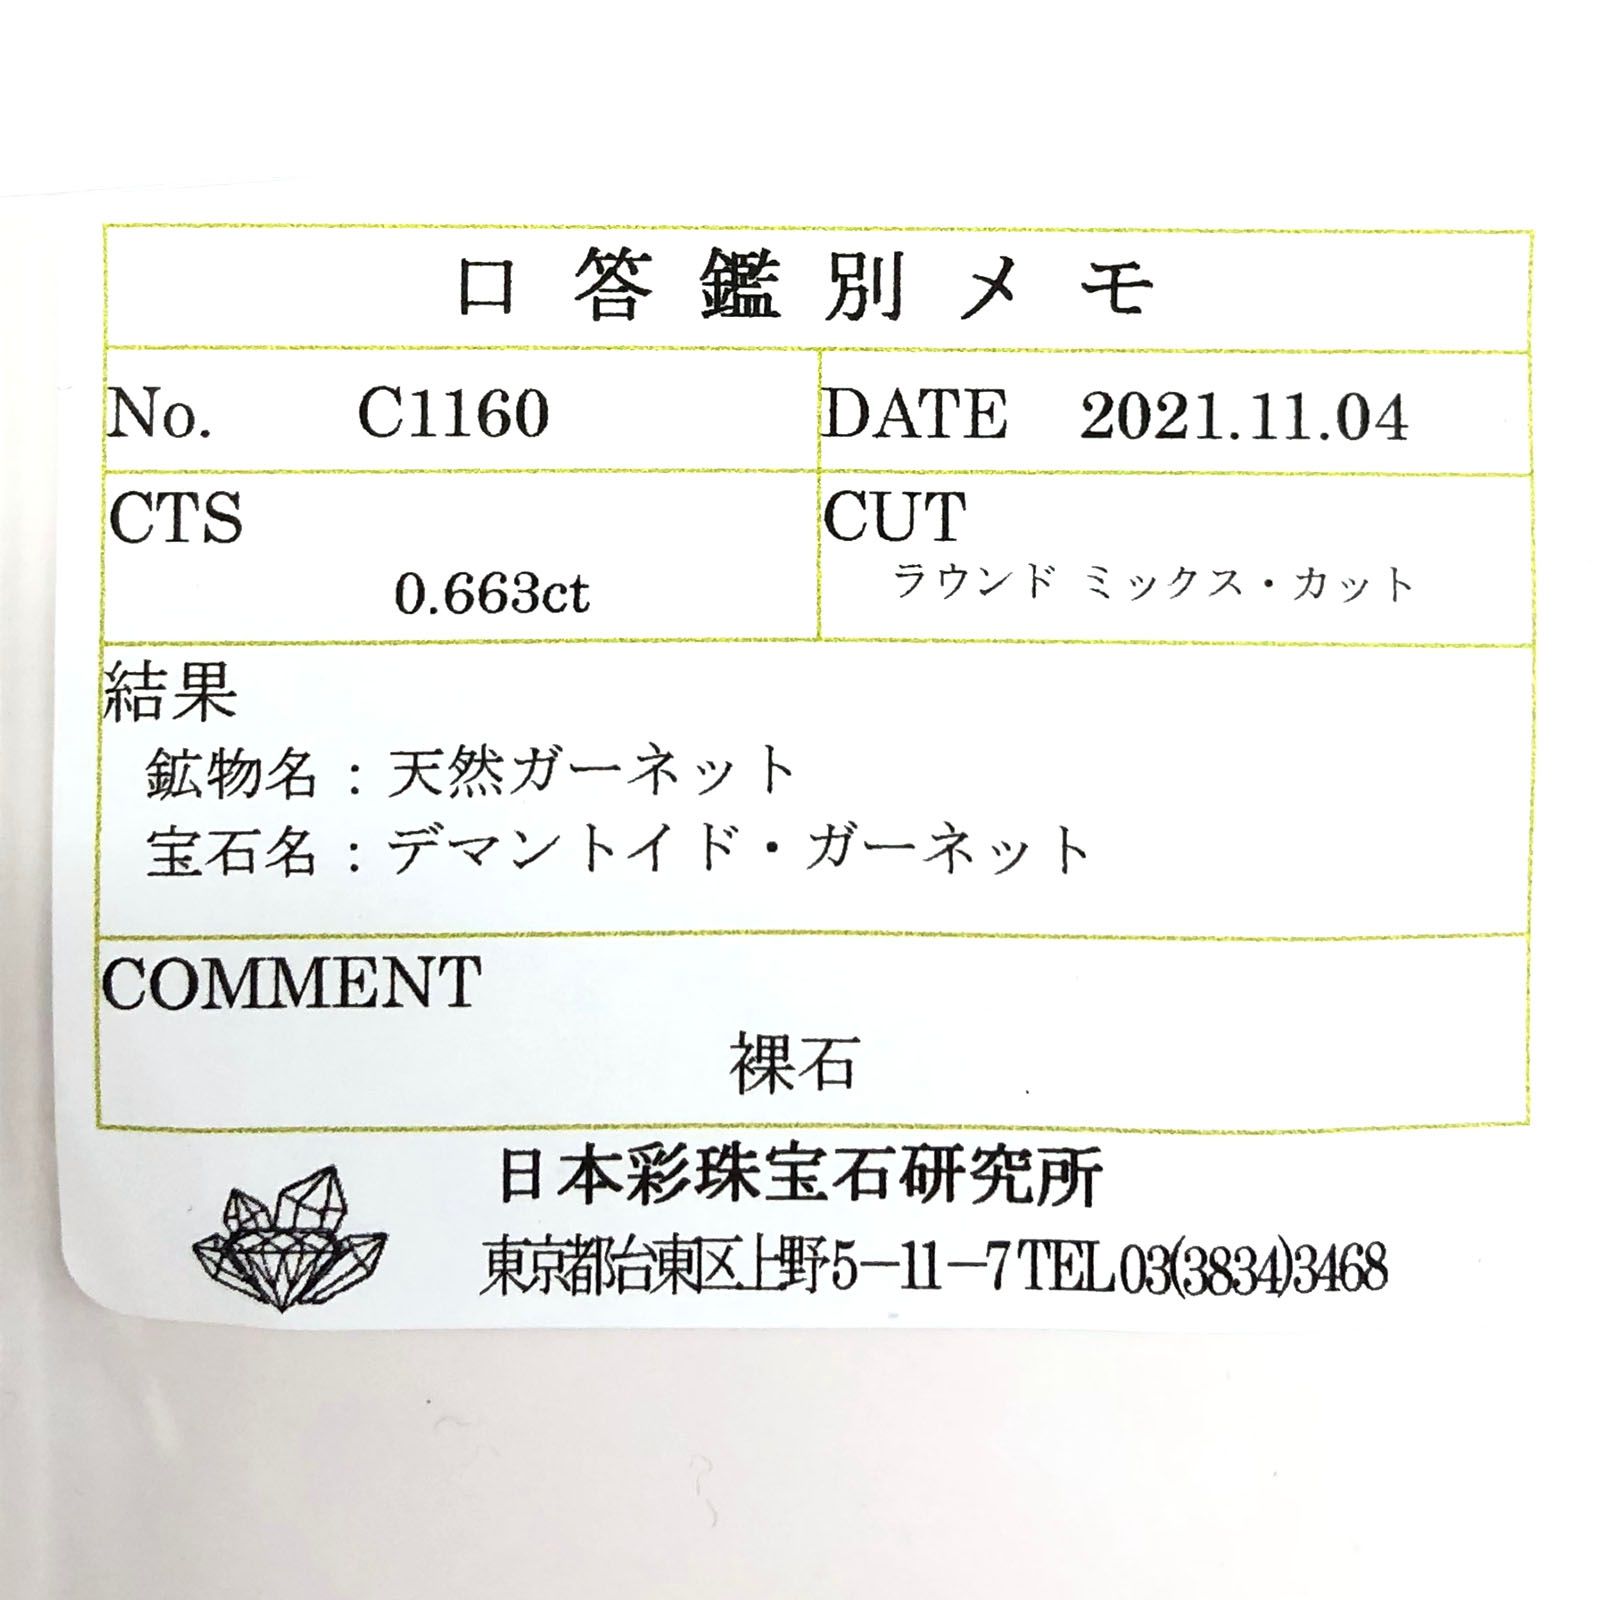 口答鑑別メモ
No. C1160
DATE 2021.11.04
CTS
0.663ct
CUT
ラウンド ミックス・カット
結果
鉱物名：天然ガーネット
宝石名：デマントイド・ガーネット
COMMENT
裸石
日本彩珠宝石研究所
東京都台東区上野5－11－7 TEL 03(3834)3468